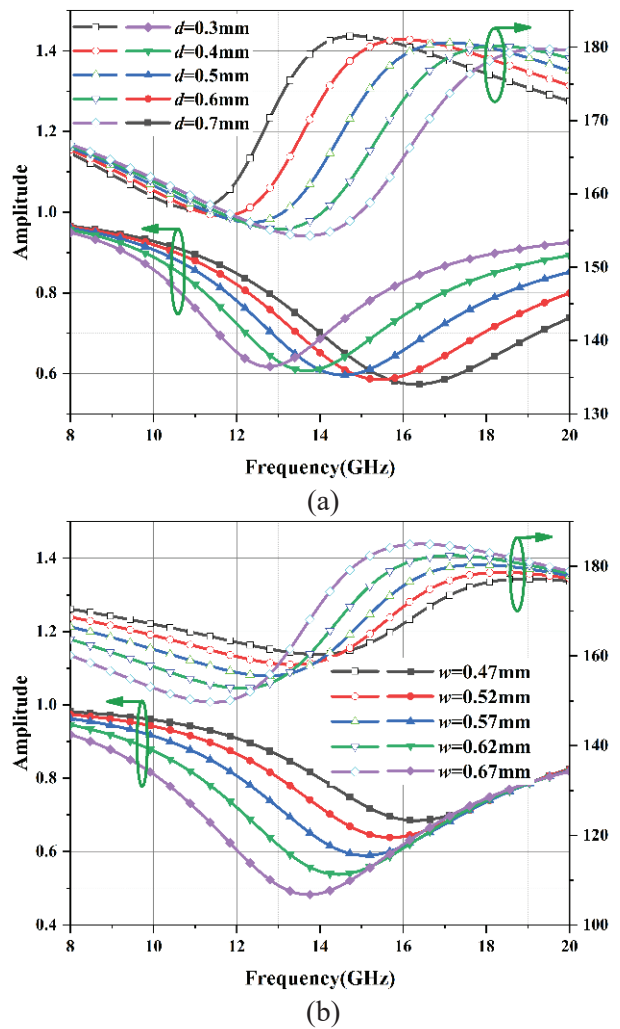 1.4
1.2
1.0
0.8
0.6
Amplitude
d=0.3mm
d=0.4mm
d=0.5mm
d=0.6mm
d=0.7mm
180
170
160
150
140
130
8 10 12 14 16 18 20
Frequency(GHz)
(a)
1.4
1.2
1.0
0.8
0.6
0.4
Amplitude
w=0.47mm
w=0.52mm
w=0.57mm
w=0.62mm
w=0.67mm
180
160
140
120
100
8 10 12 14 16 18 20
Frequency(GHz)
(b)